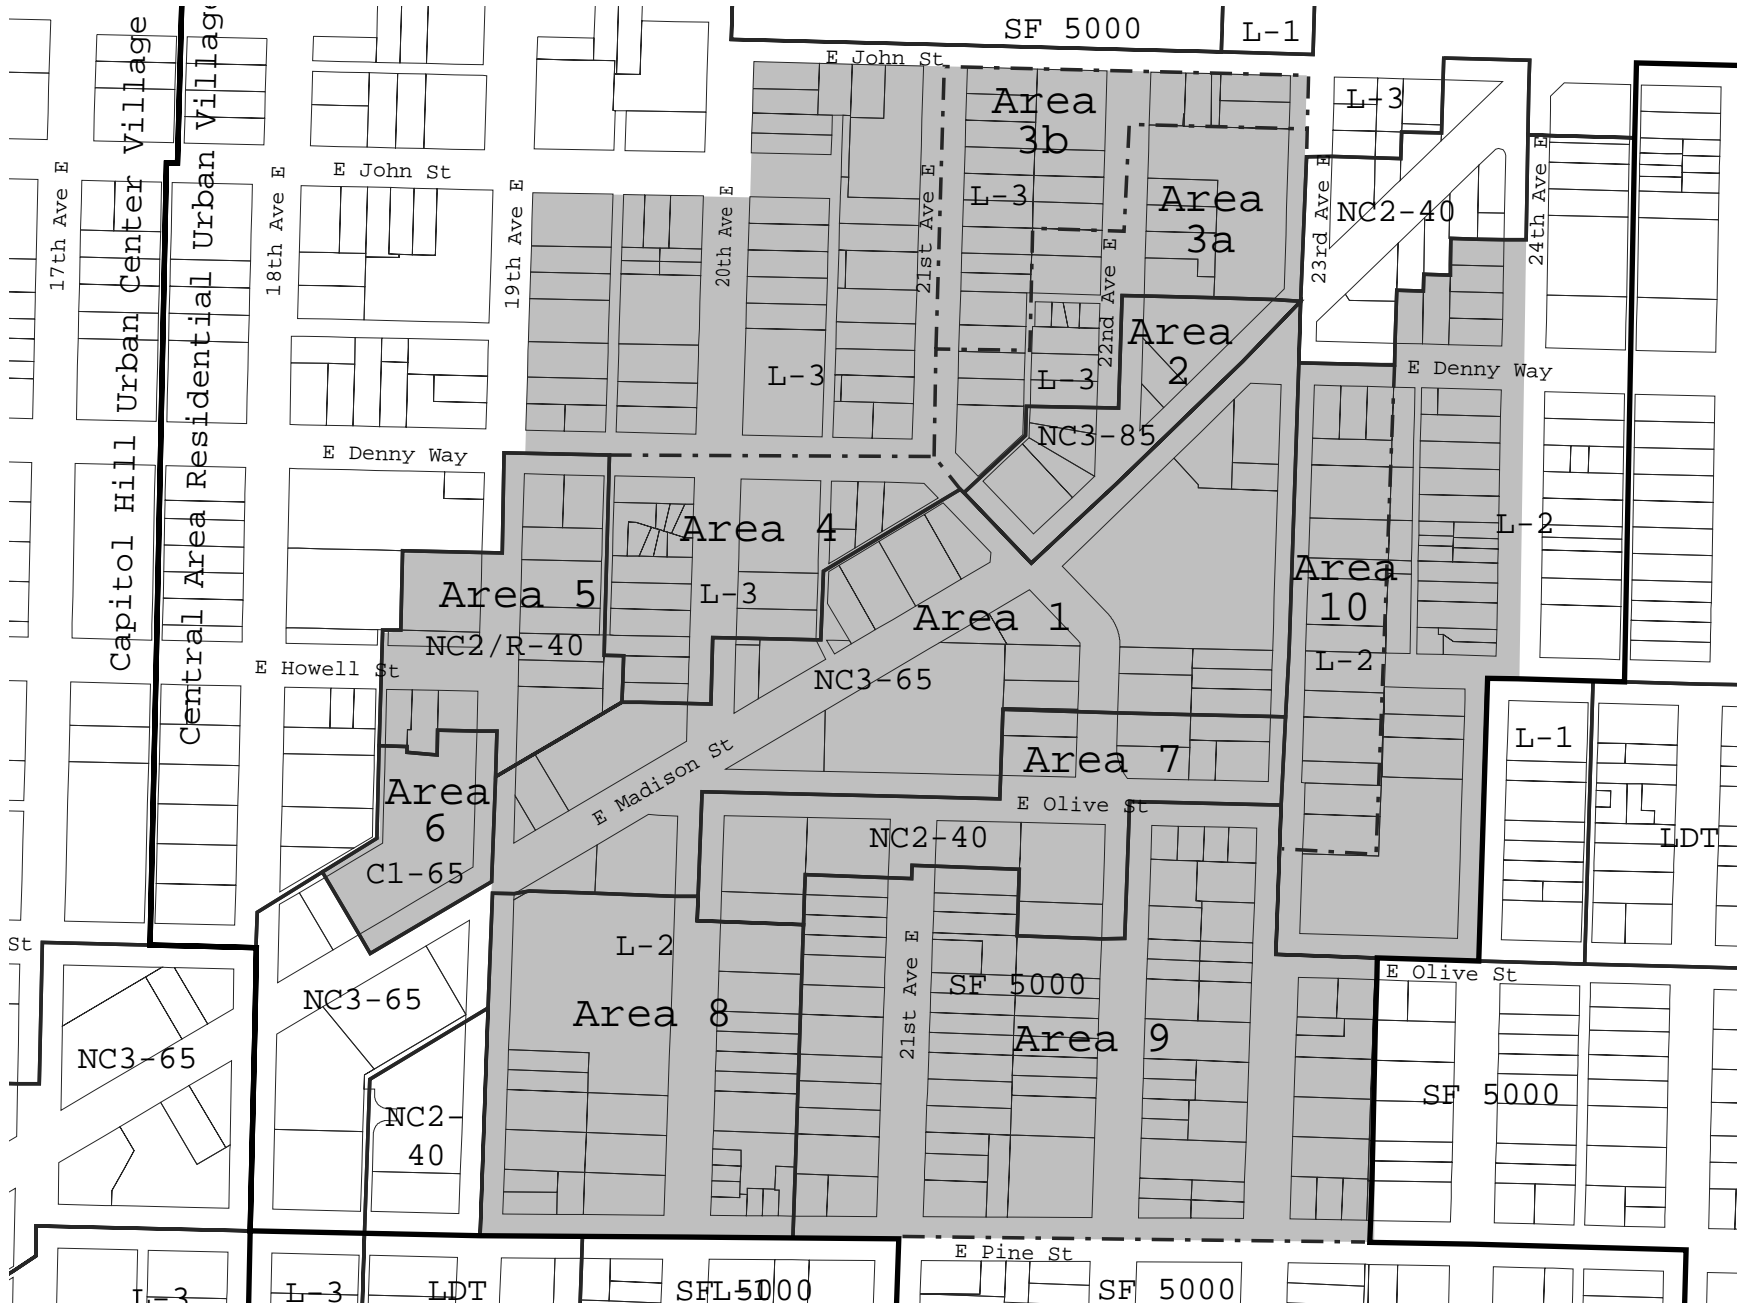 SF 5000
L-1
E John St
Capitol Hill Urban Center Village
Central Area Residential Urban Village
17th Ave E
18th Ave E
E John St
19th Ave E
20th Ave E
21st Ave E
Area
3b
L-3
Area
3a
22nd Ave E
23rd Ave E
L-3
NC2-40
24th Ave E
Area
2
L-3
L-3
NC3-85
E Denny Way
E Denny Way
Area 4
L-3
Area 5
NC2/R-40
E Howell St
Area 1
NC3-65
Area
10
L-2
L-2
E Madison St
Area
6
C1-65
Area 7
E Olive St
NC2-40
L-1
LDT
St
L-2
Area 8
21st Ave E
SF 5000
Area 9
E Olive St
SF 5000
NC3-65
NC3-65
NC2-
40
E Pine St
L-3
L-3
LDT
SF 5000
L-1
SF 5000